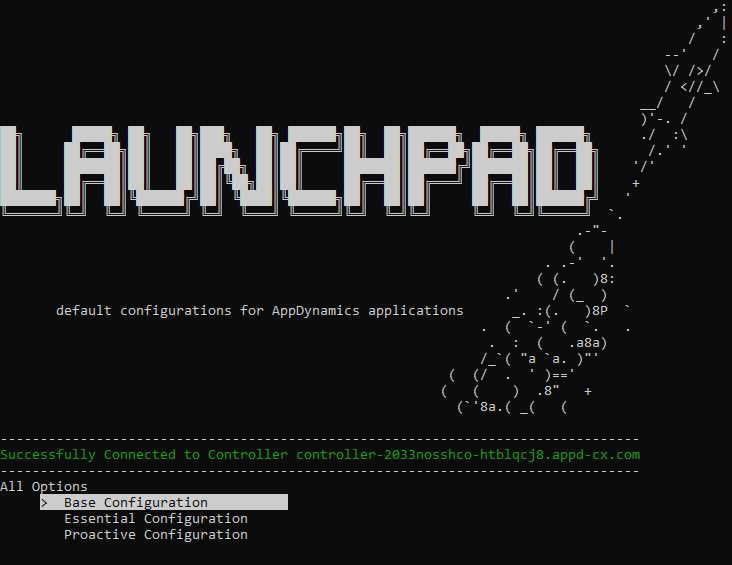 LAUNCHPAD
default configurations for AppDynamics applications
Successfully Connected to Controller controller-2033nosshco-htblqcj8.appd-cx.com
All Options
> Base Configuration
Essential Configuration
Proactive Configuration